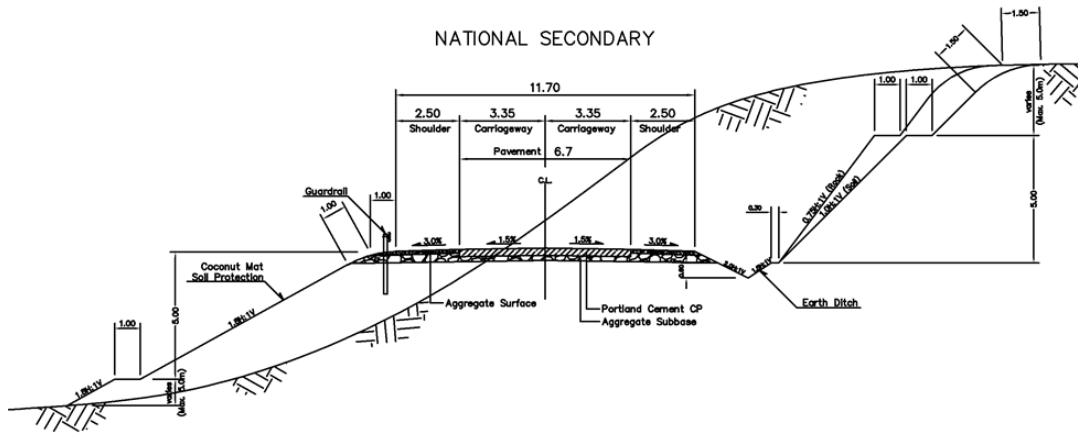 NATIONAL SECONDARY
1.50
1.50
11.70
1.00
1.00
varies
(Max. 5.0m)
2.50
3.35
3.35
2.50
Shoulder
Carriageway
Carriageway
Shoulder
Pavement 6.7
C.L.
Guardrail
1.00
1.00
0.75H:1V (Rock)
1.0H:1V (Soil)
5.00
0.30
3.0%
1.5%
1.5%
3.0%
Coconut Mat
Soil Protection
Aggregate Surface
Portland Cement CP
Aggregate Subbase
Earth Ditch
1.5H:1V
5.00
1.00
1.5H:1V
varies
(Max. 5.0m)